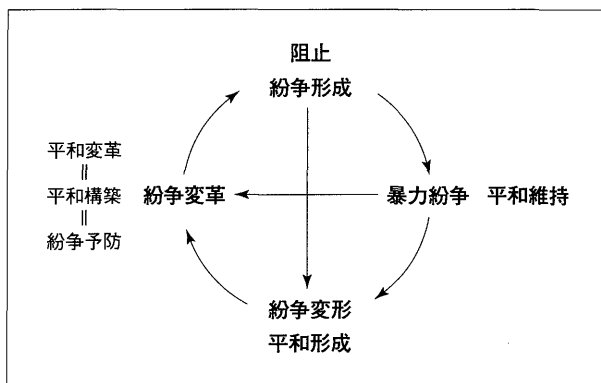 阻止
紛争形成
平和変革
||
平和構築
||
紛争予防
紛争変革
暴力紛争 平和維持
紛争変形
平和形成